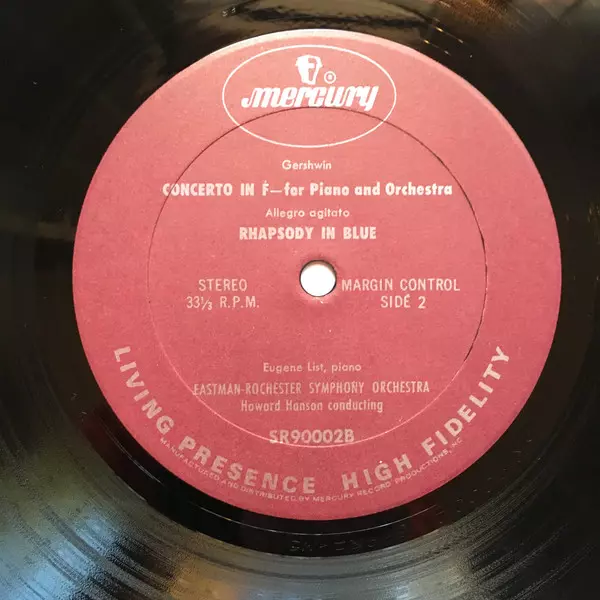 mercury
®
Gershwin
CONCERTO IN F—for Piano and Orchestra
Allegro agitato
RHAPSODY IN BLUE
STEREO
33⅓ R.P.M.
MARGIN CONTROL
SIDE 2
Eugene List, piano
EASTMAN-ROCHESTER SYMPHONY ORCHESTRA
Howard Hanson conducting
SR90002B
LIVING PRESENCE HIGH FIDELITY
MANUFACTURED AND DISTRIBUTED BY MERCURY RECORD PRODUCTIONS, INC.